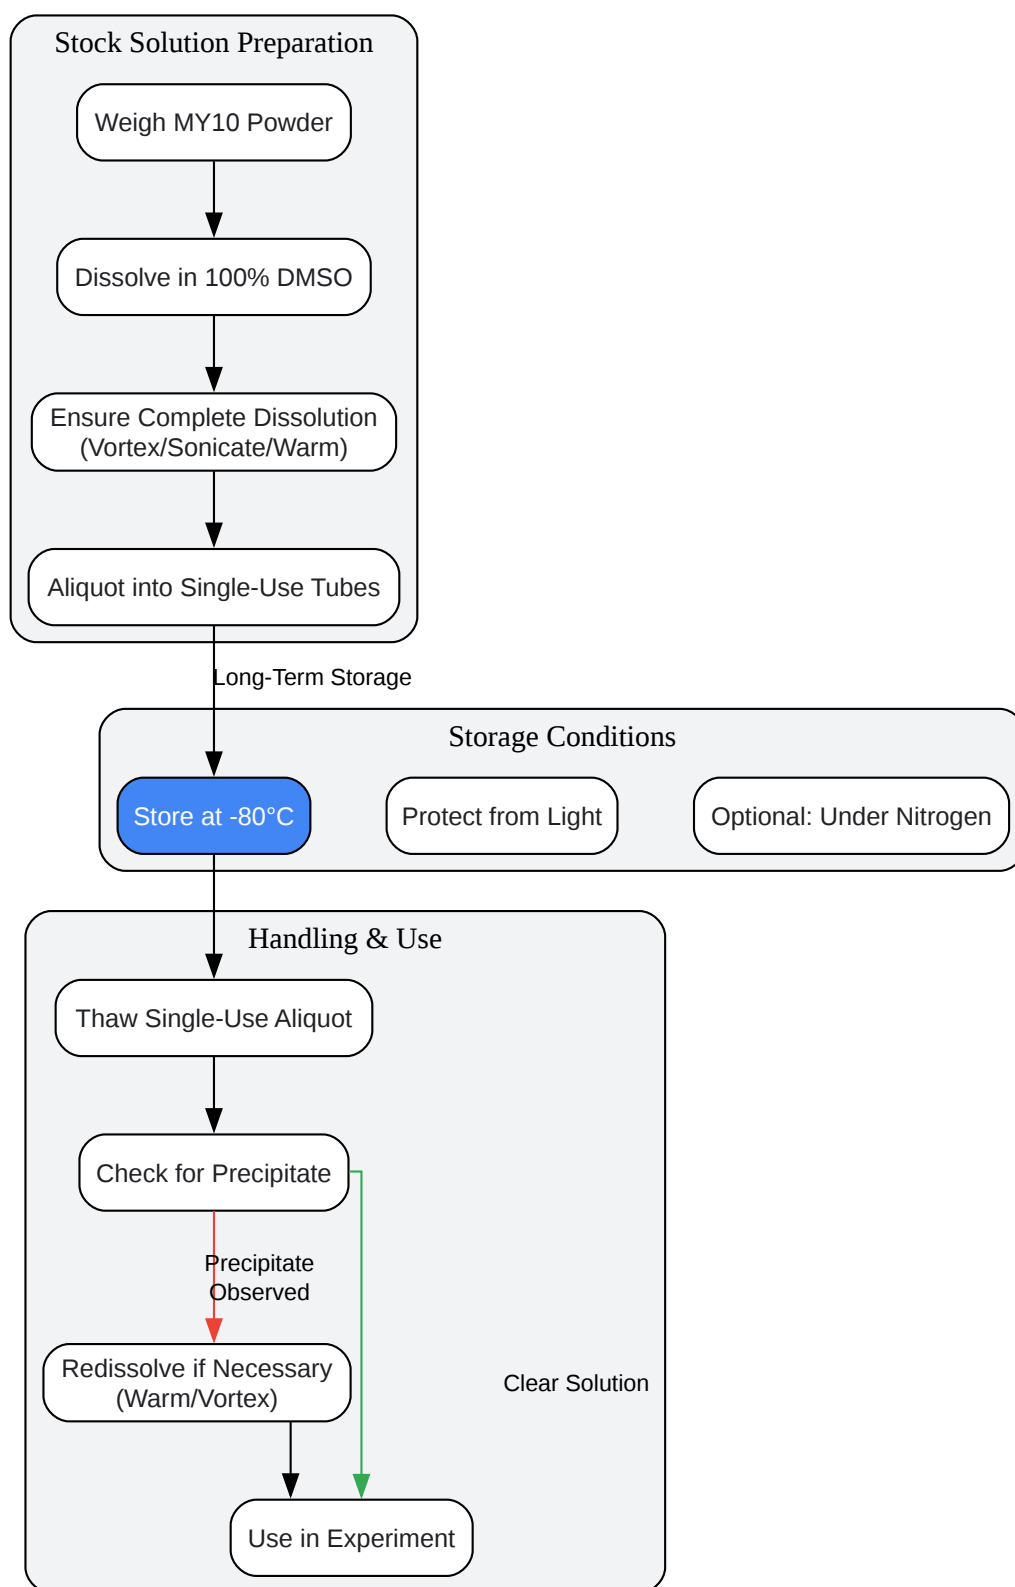 Stock Solution Preparation
Weigh MY10 Powder
Dissolve in 100% DMSO
Ensure Complete Dissolution
(Vortex/Sonicate/Warm)
Aliquot into Single-Use Tubes
Long-Term Storage
Storage Conditions
Store at -80°C
Protect from Light
Optional: Under Nitrogen
Handling & Use
Thaw Single-Use Aliquot
Check for Precipitate
Precipitate
Observed
Redissolve if Necessary
(Warm/Vortex)
Clear Solution
Use in Experiment